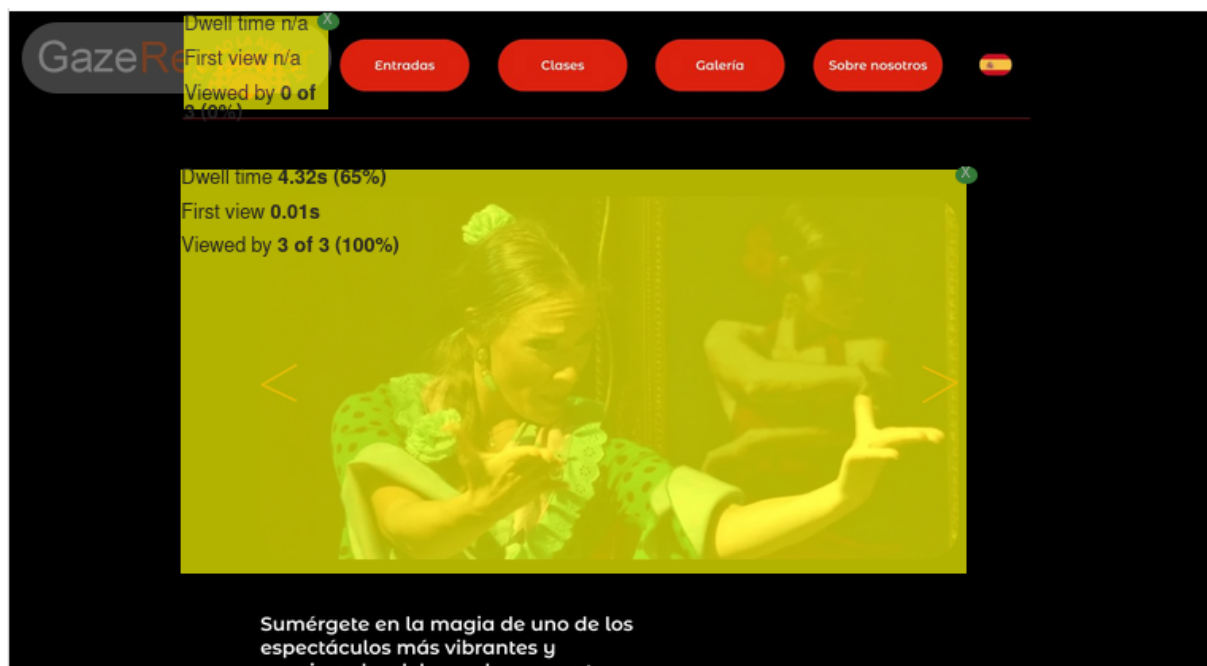 GazeRe
Dwell time n/a
X
First view n/a
Viewed by 0 of
3 (0%)
Entradas
Clases
Galería
Sobre nosotros
Dwell time 4.32s (65%)
X
First view 0.01s
Viewed by 3 of 3 (100%)
<
>
Sumérgete en la magia de uno de los
espectáculos más vibrantes y